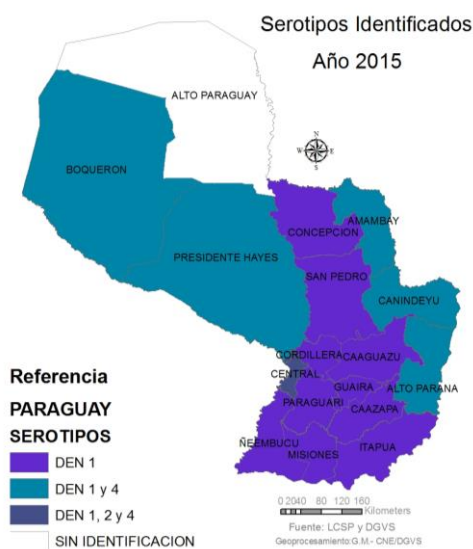 Serotipos Identificados
Año 2015
N
W E
S
ALTO PARAGUAY
BOQUERON
AMAMBAY
CONCEPCION
PRESIDENTE HAYES
SAN PEDRO
CANINDEYU
CORDILLERA
CAAGUAZU
CENTRAL
GUAIRA
ALTO PARANA
PARAGUARI
CAAZAPA
ÑEEMBUCU
MISIONES
ITAPUA
Referencia
PARAGUAY
SEROTIPOS
DEN 1
DEN 1 y 4
DEN 1, 2 y 4
SIN IDENTIFICACION
0 2040 80 120 160
Kilometers
Fuente: LCSP y DGVS
Geoprocesamiento:G.M.- CNE/DGVS